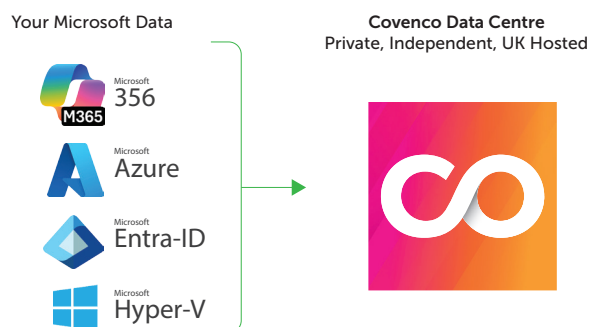 Your Microsoft Data
Microsoft
356
M365
Microsoft
Azure
Microsoft
Entra-ID
Microsoft
Hyper-V
Covenco Data Centre
Private, Independent, UK Hosted